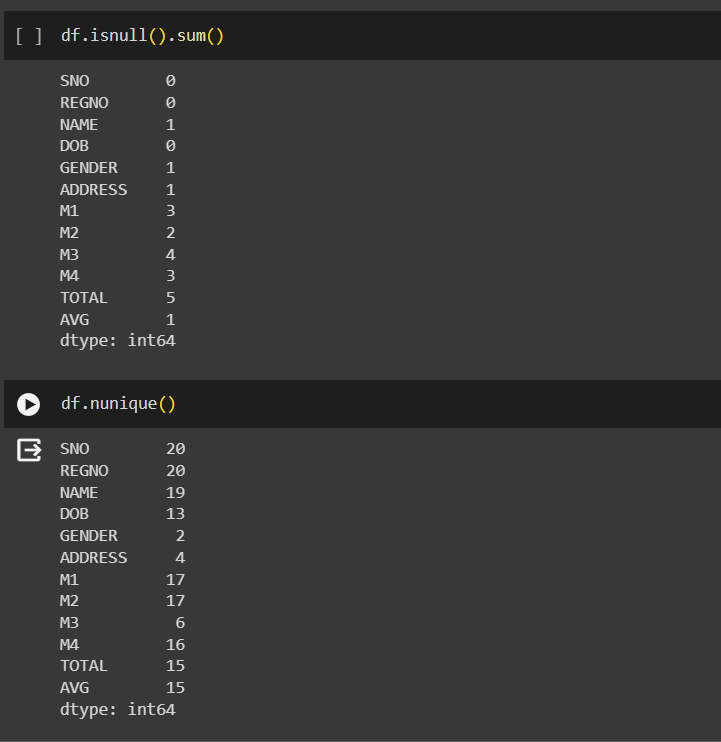 [ ] df.isnull().sum()
SNO 0
REGNO 0
NAME 1
DOB 0
GENDER 1
ADDRESS 1
M1 3
M2 2
M3 4
M4 3
TOTAL 5
AVG 1
dtype: int64
df.nunique()
SNO 20
REGNO 20
NAME 19
DOB 13
GENDER 2
ADDRESS 4
M1 17
M2 17
M3 6
M4 16
TOTAL 15
AVG 15
dtype: int64